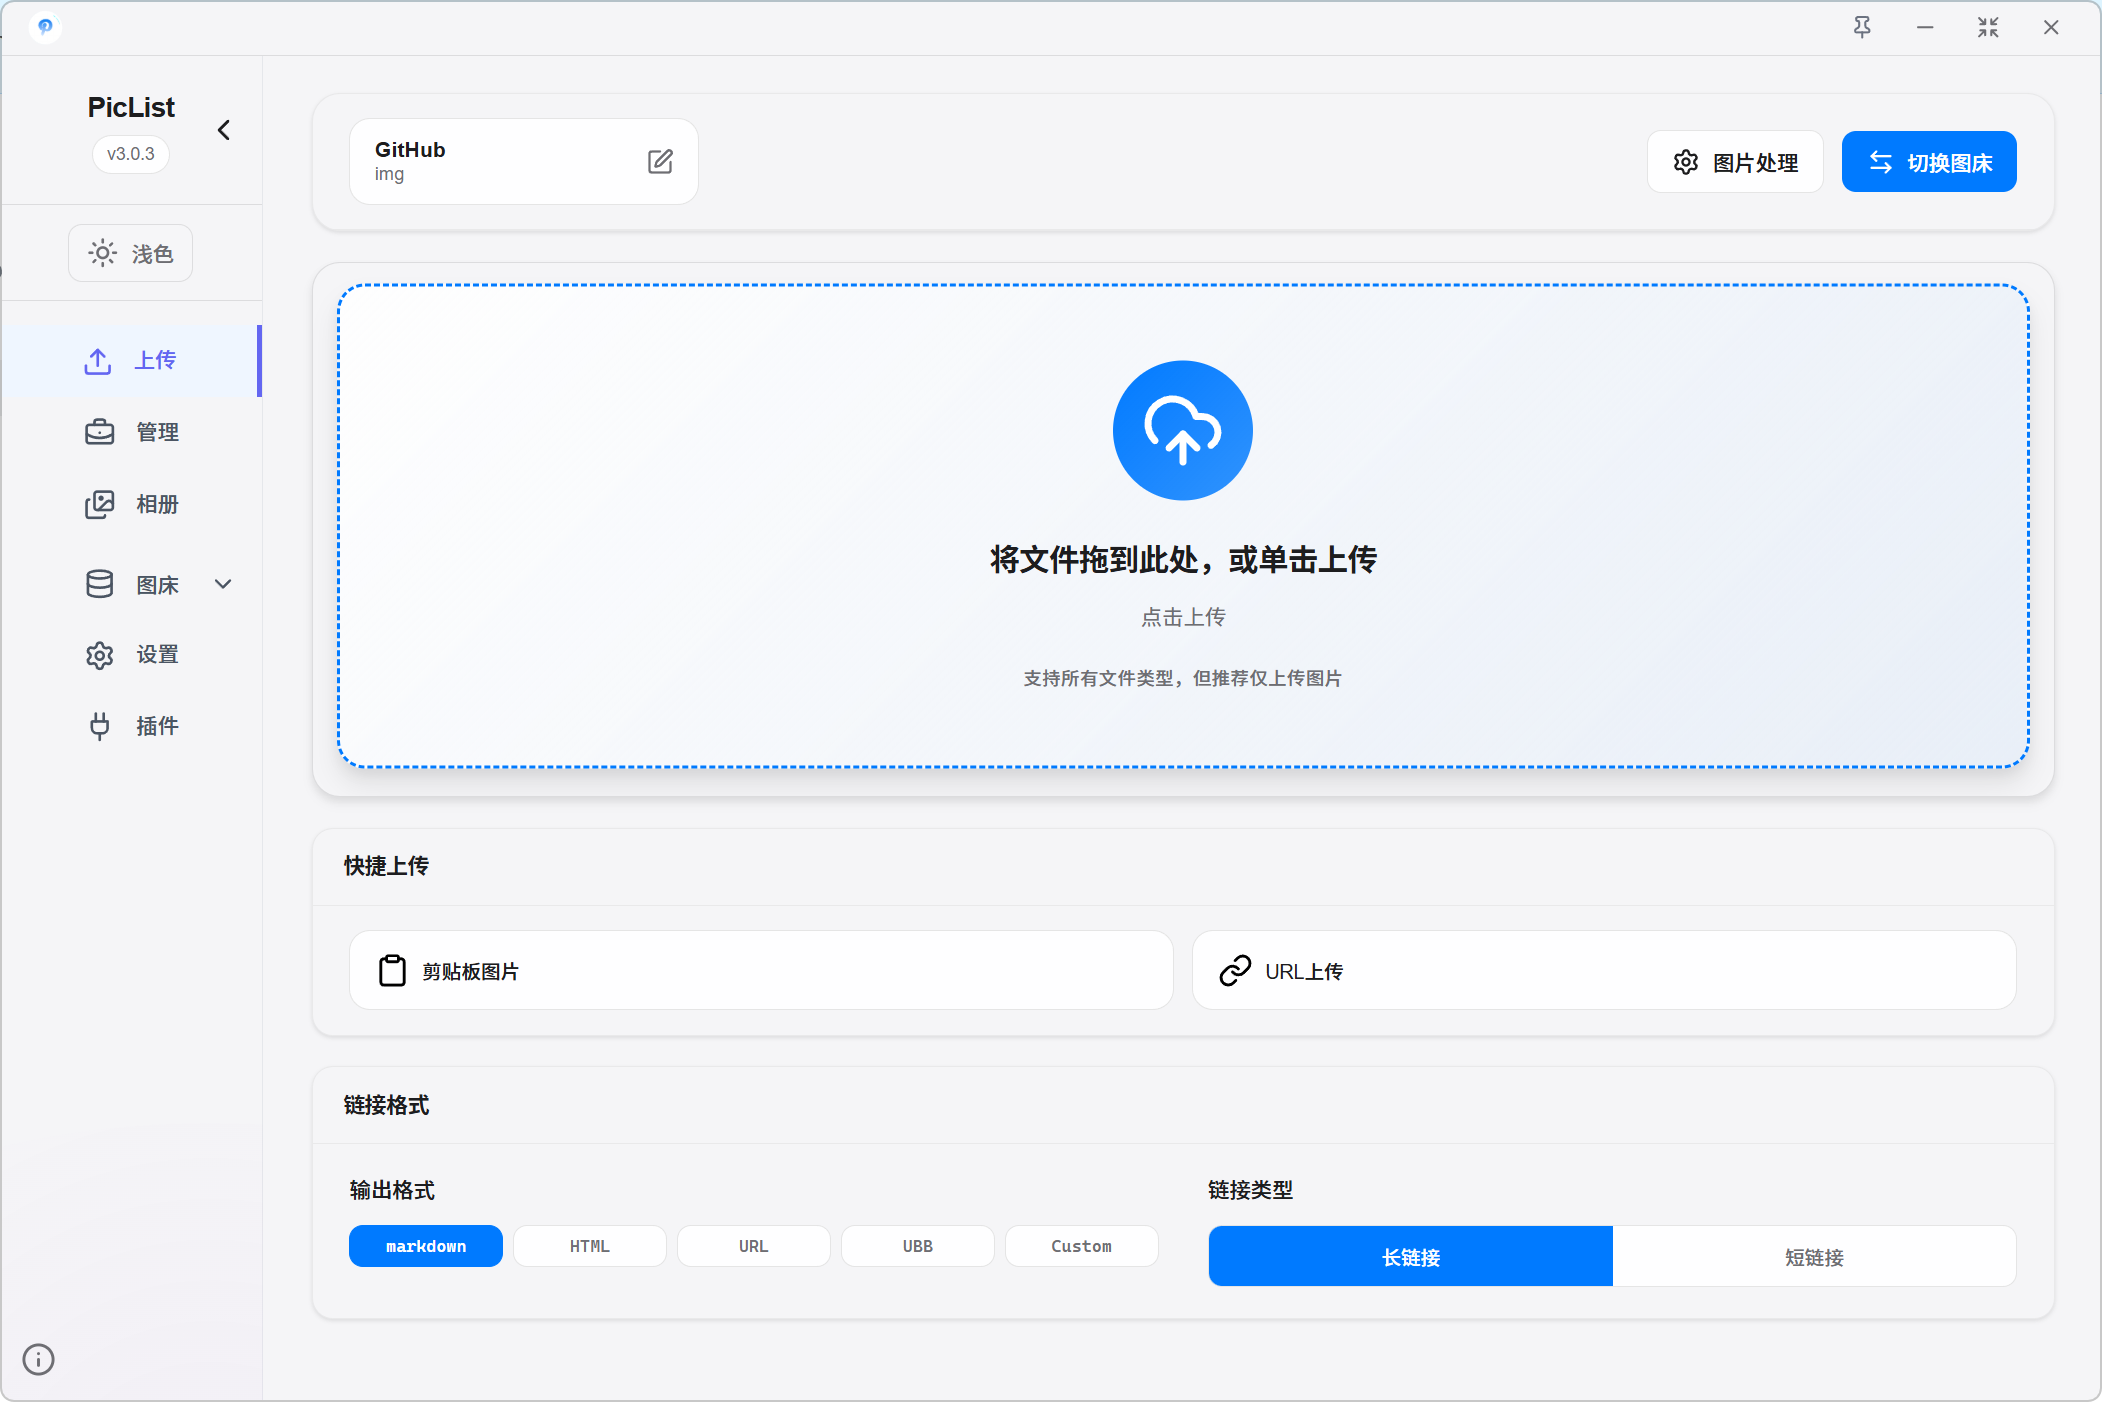 PicList
v3.0.3
浅色
上传
管理
相册
图床
设置
插件
GitHub
img
图片处理
切换图床
将文件拖到此处，或单击上传
点击上传
支持所有文件类型，但推荐仅上传图片
快捷上传
剪贴板图片
URL上传
链接格式
输出格式
markdown
HTML
URL
UBB
Custom
链接类型
长链接
短链接